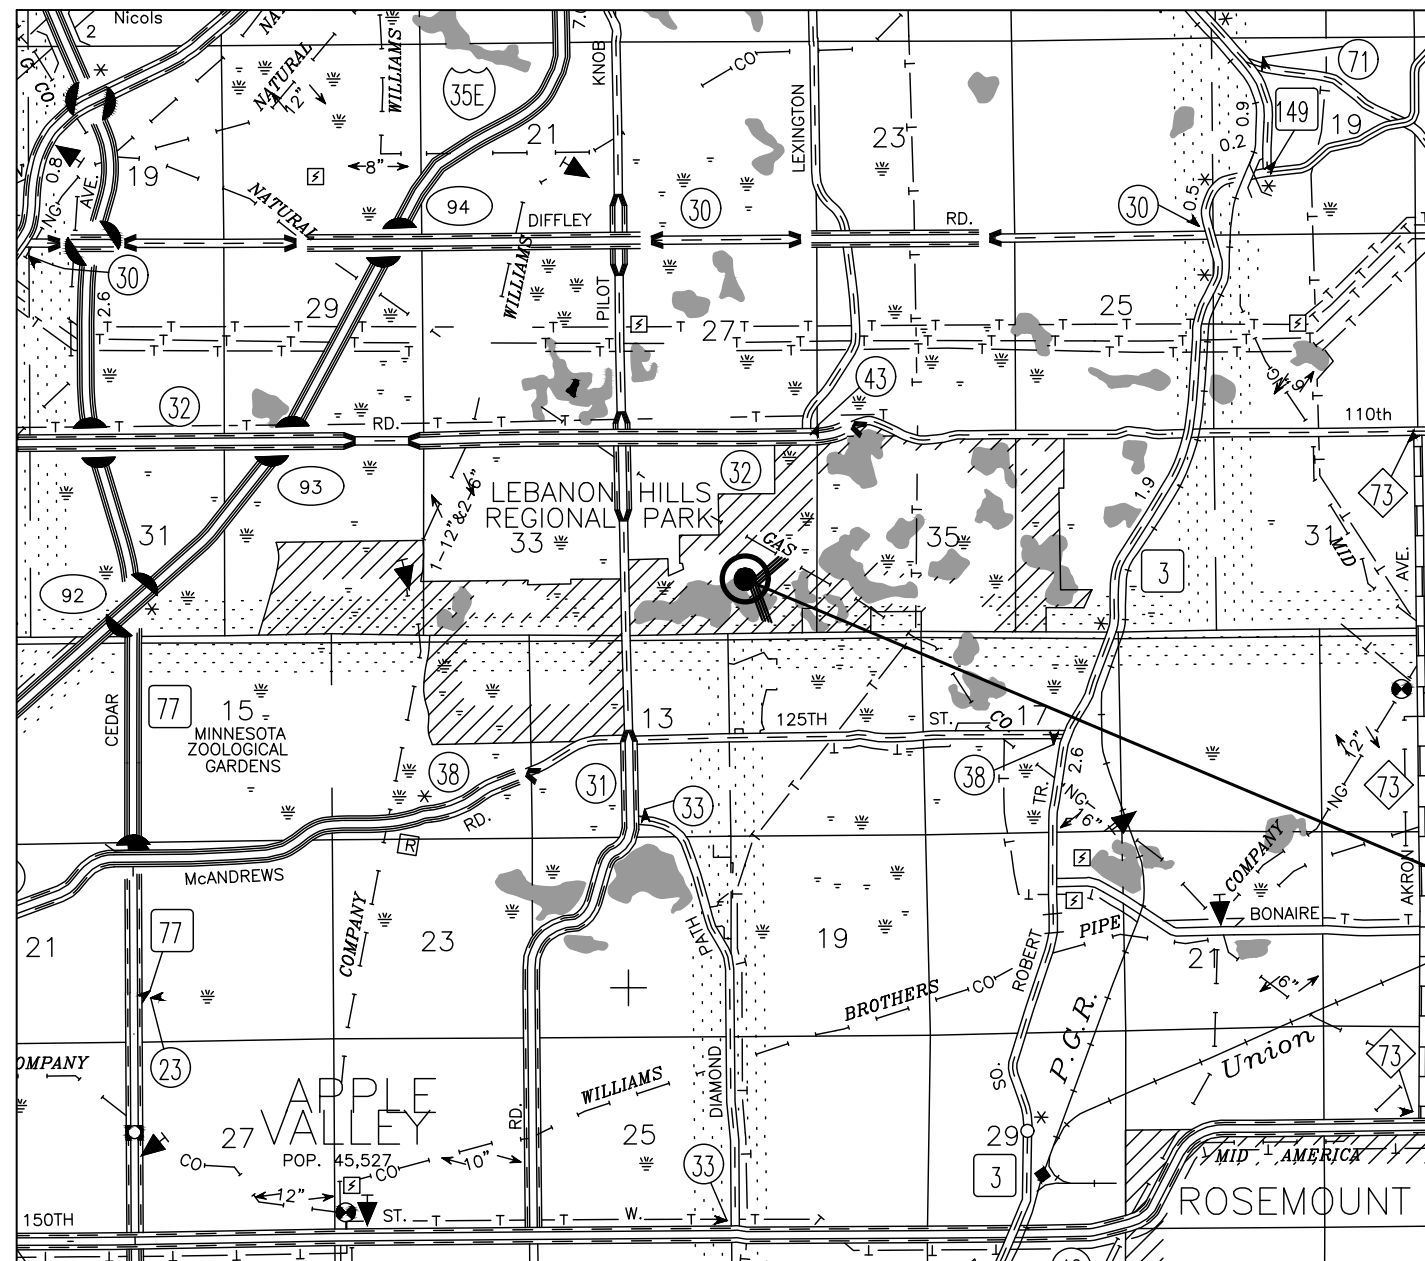 Nicols
2
CO
NATURAL
12"
WILLIAMS
35E
7.0
KNOB
LEXINGTON
CO
71
0.9
149
0.2
19
21
23
0.8
NG
AVE.
19
8"
NATURAL
94
DIFFLEY
30
RD.
30
0.5
WILLIAMS
30
2.6
29
PILOT
27
25
32
RD.
43
NG
6"
110th
LEBANON HILLS
REGIONAL PARK
32
93
1-12"&2-6"
33
GAS
35
1.9
31
MID
73
AVE.
31
92
3
CEDAR
77
15
MINNESOTA
ZOOLOGICAL
GARDENS
13
125TH
ST.
CO.
17
38
31
33
38
TR.
2.6
NG
16"
12"
NG
73
RD.
R
McANDREWS
COMPANY
AKRON
77
21
COMPANY
23
PATH
19
PIPE
BONAIRE
21
ROBERT
BROTHERS
CO
6"
P.G.R.
Union
73
OMPANY
23
APPLE
VALLEY
POP. 45,527
WILLIAMS
DIAMOND
SO.
27
CO
CO
10"
12"
RD.
25
29
33
3
MID AMERICA
ROSEMOUNT
150TH
ST.
W.